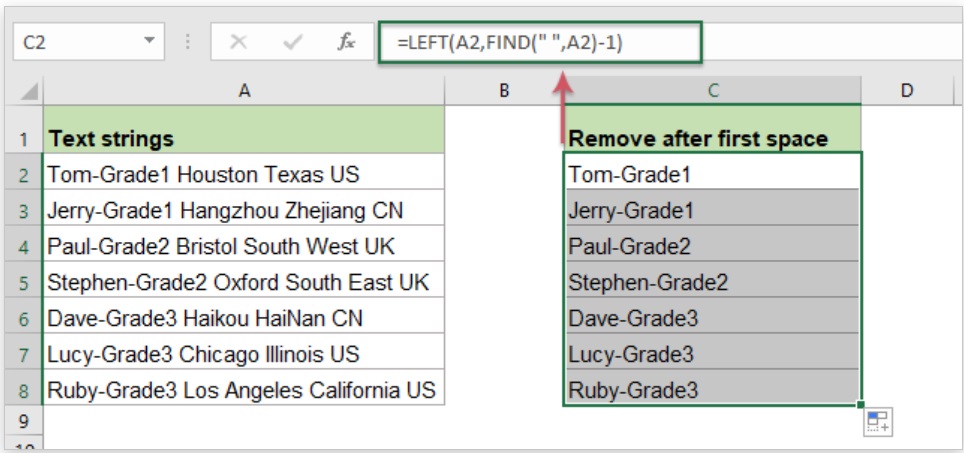 C2 fx =LEFT(A2,FIND(" ",A2)-1)
A B C D
1 Text strings Remove after first space
2 Tom-Grade1 Houston Texas US Tom-Grade1
3 Jerry-Grade1 Hangzhou Zhejiang CN Jerry-Grade1
4 Paul-Grade2 Bristol South West UK Paul-Grade2
5 Stephen-Grade2 Oxford South East UK Stephen-Grade2
6 Dave-Grade3 Haikou HaiNan CN Dave-Grade3
7 Lucy-Grade3 Chicago Illinois US Lucy-Grade3
8 Ruby-Grade3 Los Angeles California US Ruby-Grade3
9
10